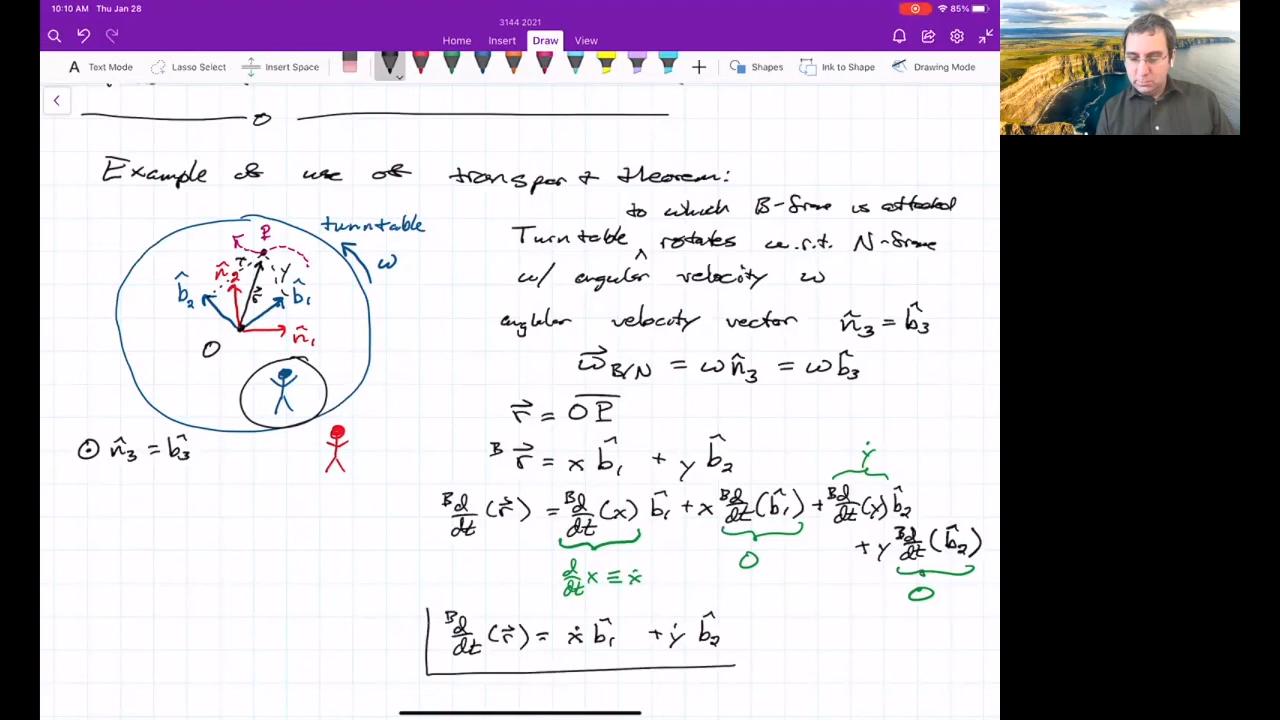 10:10 AM Thu Jan 28
85%
3144 2021
Home Insert Draw View
Text Mode Lasso Select Insert Space Shapes Ink to Shape Drawing Mode
Example of use of transport theorem:
to which B-frame is attached
Turntable ^ rotates w.r.t. N-frame
w/ angular velocity ω
angular velocity vector n̂₃ = b̂₃
ω⃗ B/N = ω n̂₃ = ω b̂₃
r⃗ = OP
ᴮr⃗ = x b̂₁ + y b̂₂
ẏ
ᴮd/dt (r⃗) = ᴮd/dt (x) b̂₁ + x ᴮd/dt (b̂₁) + ᴮd/dt (y) b̂₂
+ y ᴮd/dt (b̂₂)
d/dt x ≡ ẋ
0
0
ᴮd/dt (r⃗) = ẋ b̂₁ + ẏ b̂₂
turntable
ω
P
n̂₂
y
b̂₂
r⃗
b̂₁
n̂₁
O
⊙ n̂₃ = b̂₃